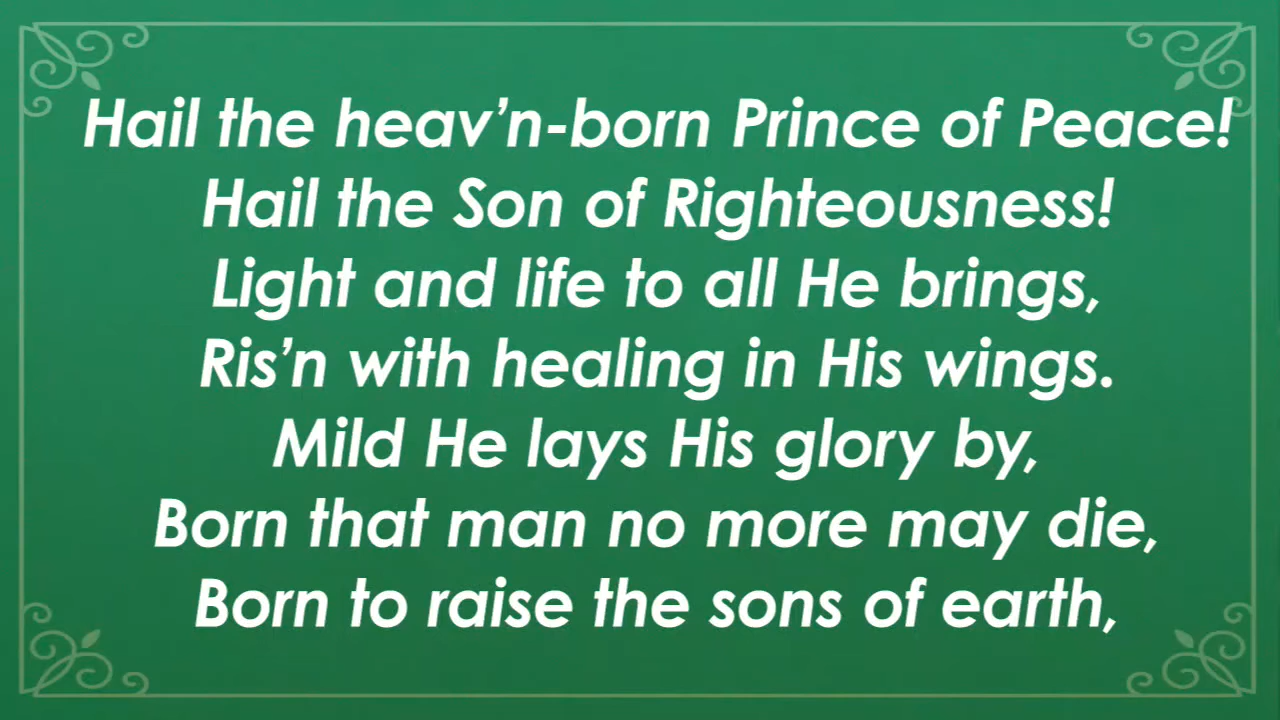 Hail the heav’n-born Prince of Peace!
Hail the Son of Righteousness!
Light and life to all He brings,
Ris’n with healing in His wings.
Mild He lays His glory by,
Born that man no more may die,
Born to raise the sons of earth,